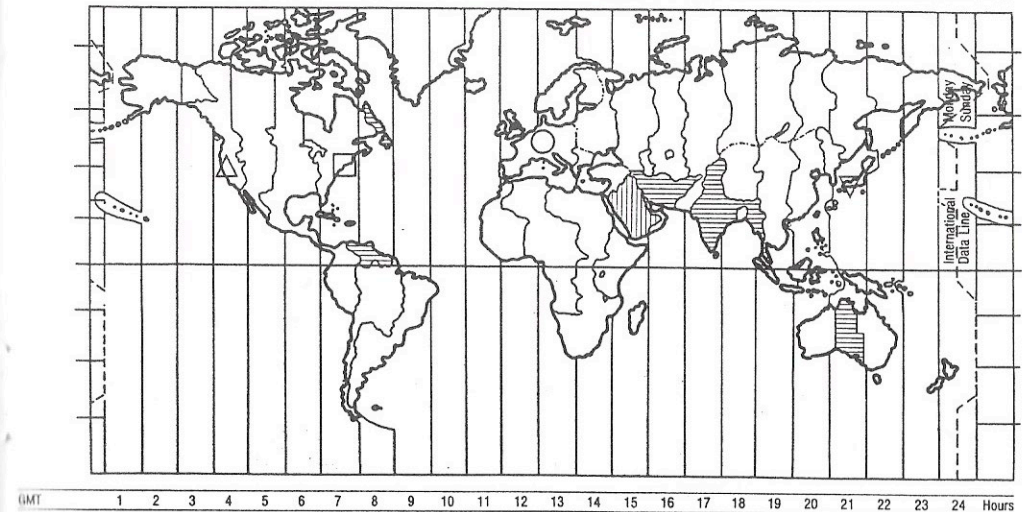 Monday
Sunday
International
Data Line
GMT 1 2 3 4 5 6 7 8 9 10 11 12 13 14 15 16 17 18 19 20 21 22 23 24 Hours